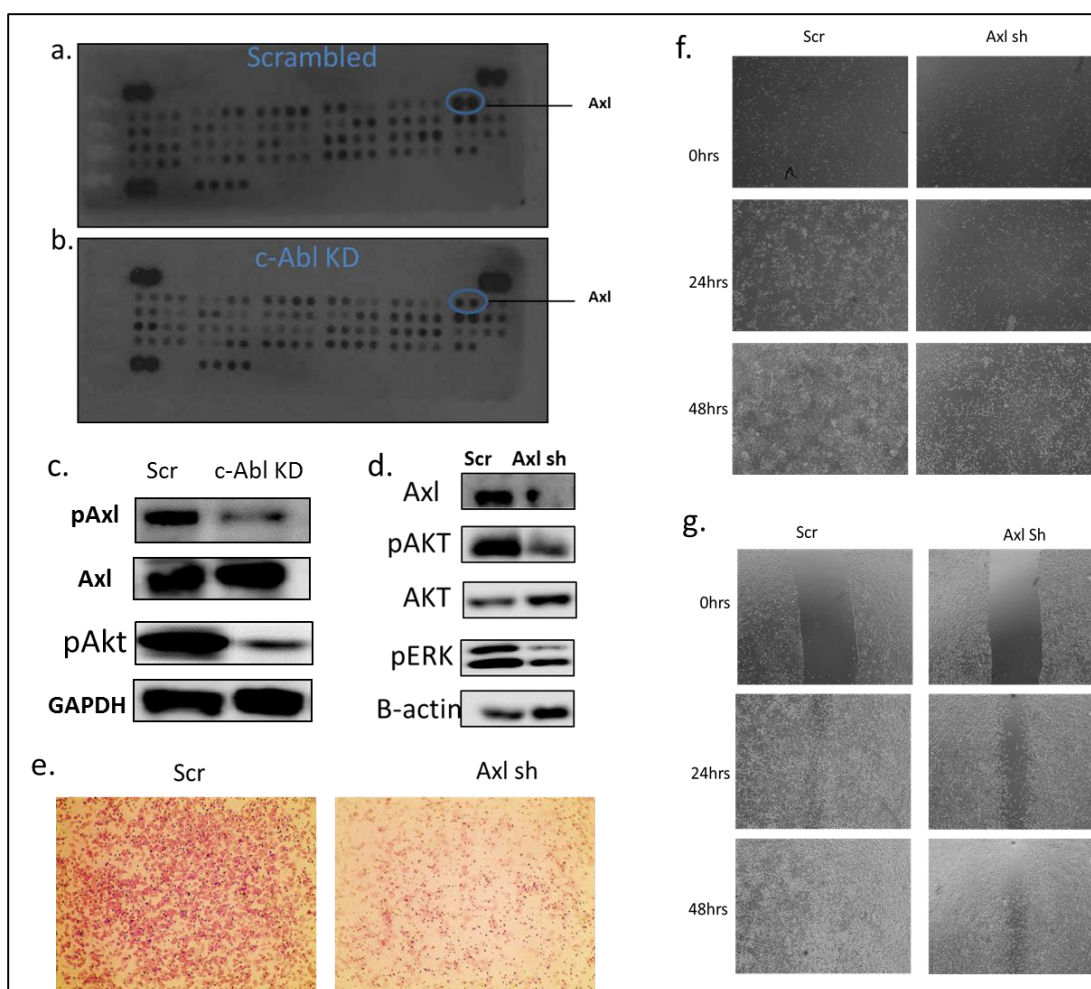 a.
Scrambled
Axl
b.
c-Abl KD
Axl
c.
Scr c-Abl KD
pAxl
Axl
pAkt
GAPDH
d.
Scr Axl sh
Axl
pAKT
AKT
pERK
B-actin
e.
Scr Axl sh
f.
Scr Axl sh
0hrs
24hrs
48hrs
g.
Scr Axl Sh
0hrs
24hrs
48hrs